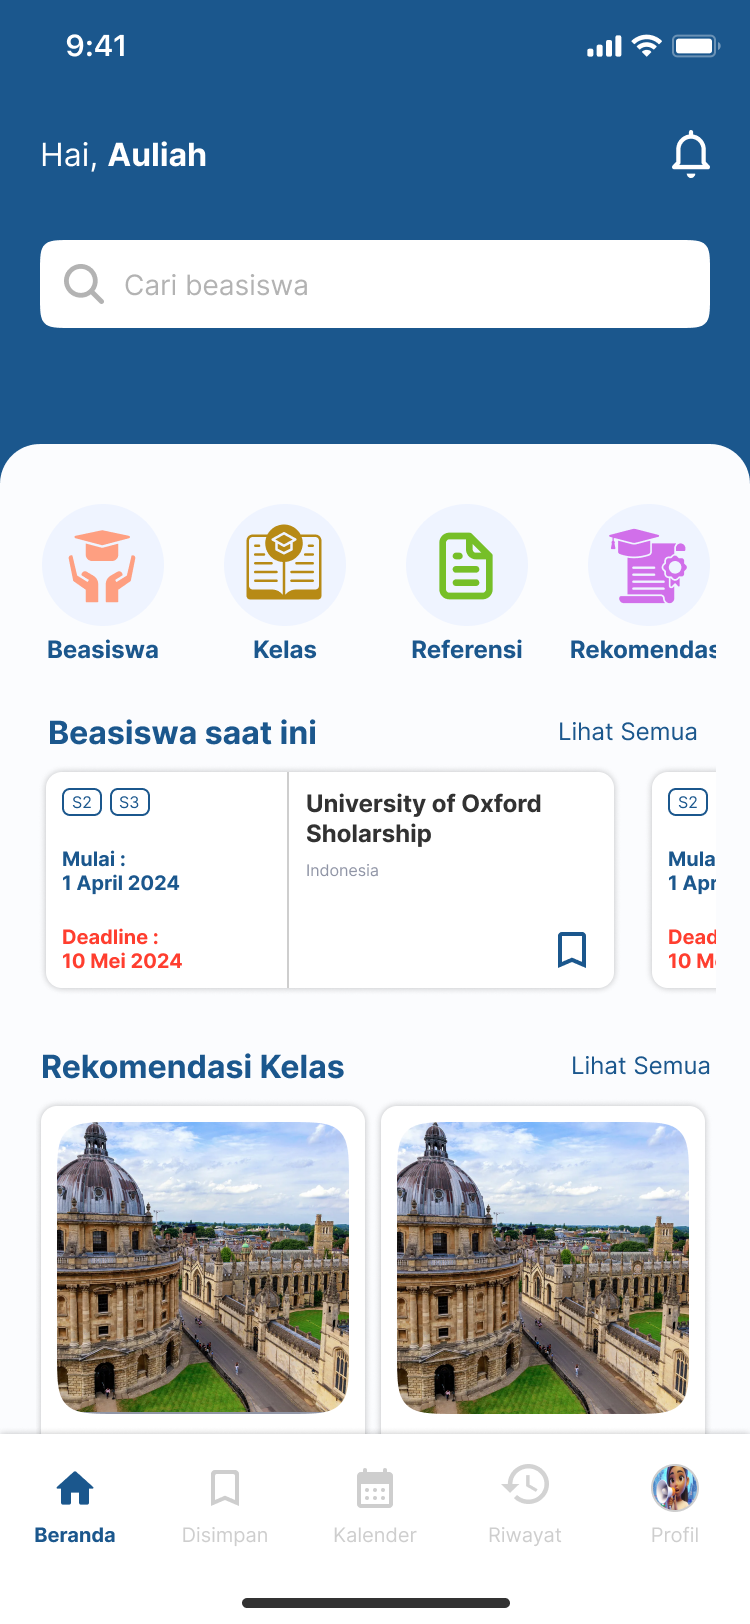 9:41
Hai, Auliah
Cari beasiswa
Beasiswa
Kelas
Referensi
Rekomendas
Beasiswa saat ini
Lihat Semua
S2 S3
Mulai :
1 April 2024
Deadline :
10 Mei 2024
University of Oxford
Sholarship
Indonesia
S2
Mula
1 Apr
Dead
10 M
Rekomendasi Kelas
Lihat Semua
Beranda
Disimpan
Kalender
Riwayat
Profil